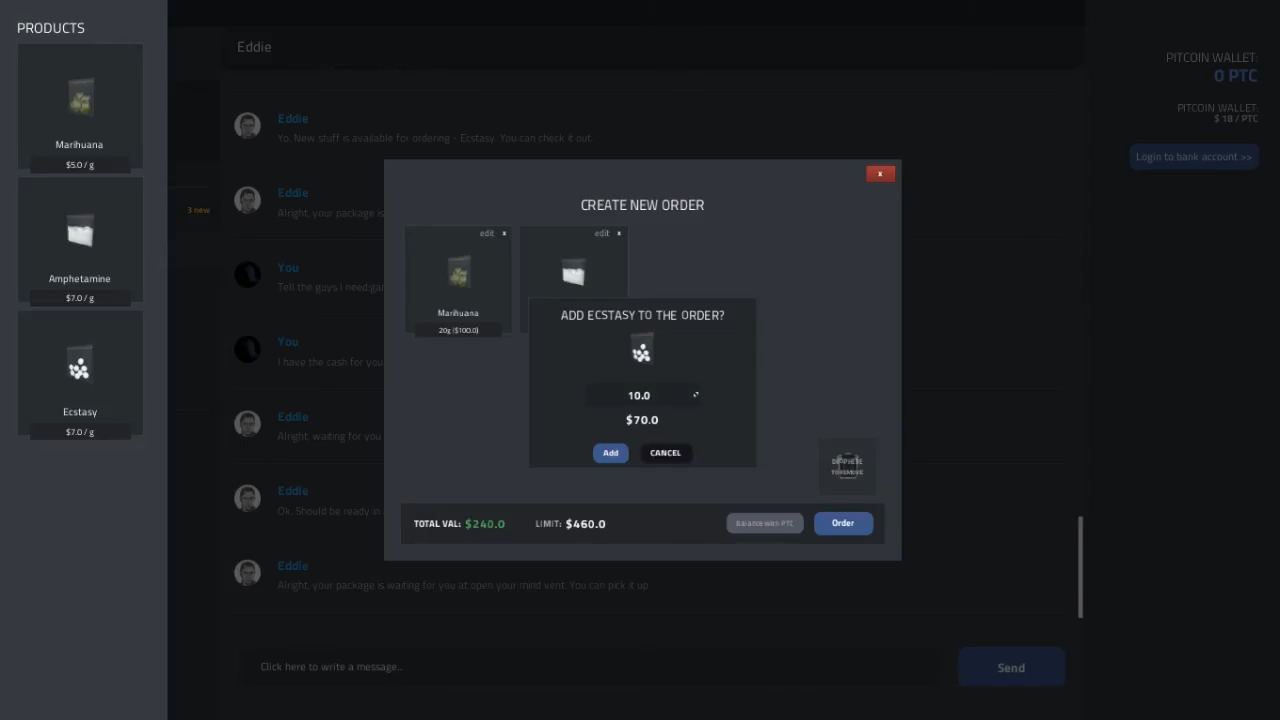 PRODUCTS
Marihuana
$5.0 / g
Amphetamine
$7.0 / g
Ecstasy
$7.0 / g
3 new
Eddie
Eddie
Yo. New stuff is available for ordering - Ecstasy. You can check it out.
Eddie
Alright, your package is
You
Tell the guys I need:
You
I have the cash for you
Eddie
Alright, waiting for you
Eddie
Ok. Should be ready in
Eddie
Alright, your package is waiting for you at open your mind vent. You can pick it up
Click here to write a message...
Send
x
CREATE NEW ORDER
edit x
Marihuana
20g ($100.0)
edit x
ADD ECSTASY TO THE ORDER?
10.0
$70.0
Add
CANCEL
TOTAL VAL: $240.0
LIMIT: $460.0
Balance with PTC
Order
PITCOIN WALLET:
0 PTC
PITCOIN WALLET:
$ 18 / PTC
Login to bank account >>